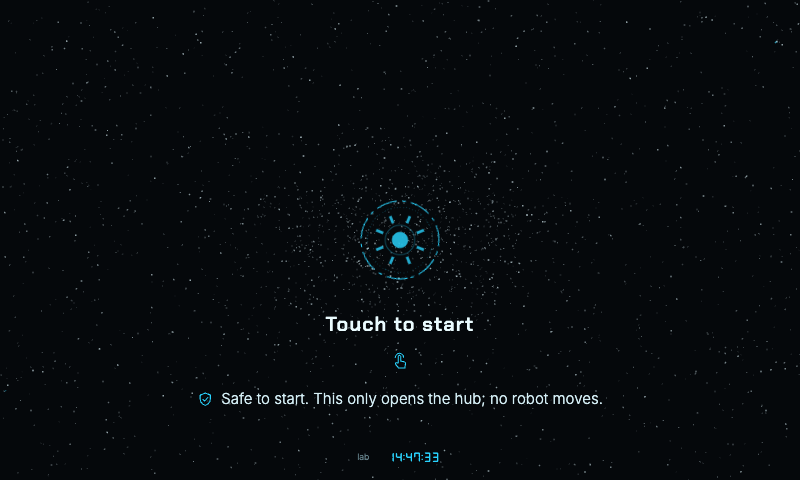 Touch to start
Safe to start. This only opens the hub; no robot moves.
lab 14:47:33